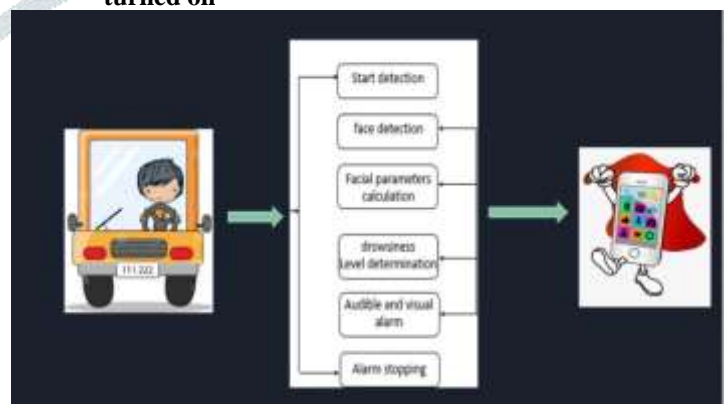 turned on
Start detection
face detection
Facial parameters
calculation
drowsiness
Level determination
Audible and visual
alarm
Alarm stopping
111 222